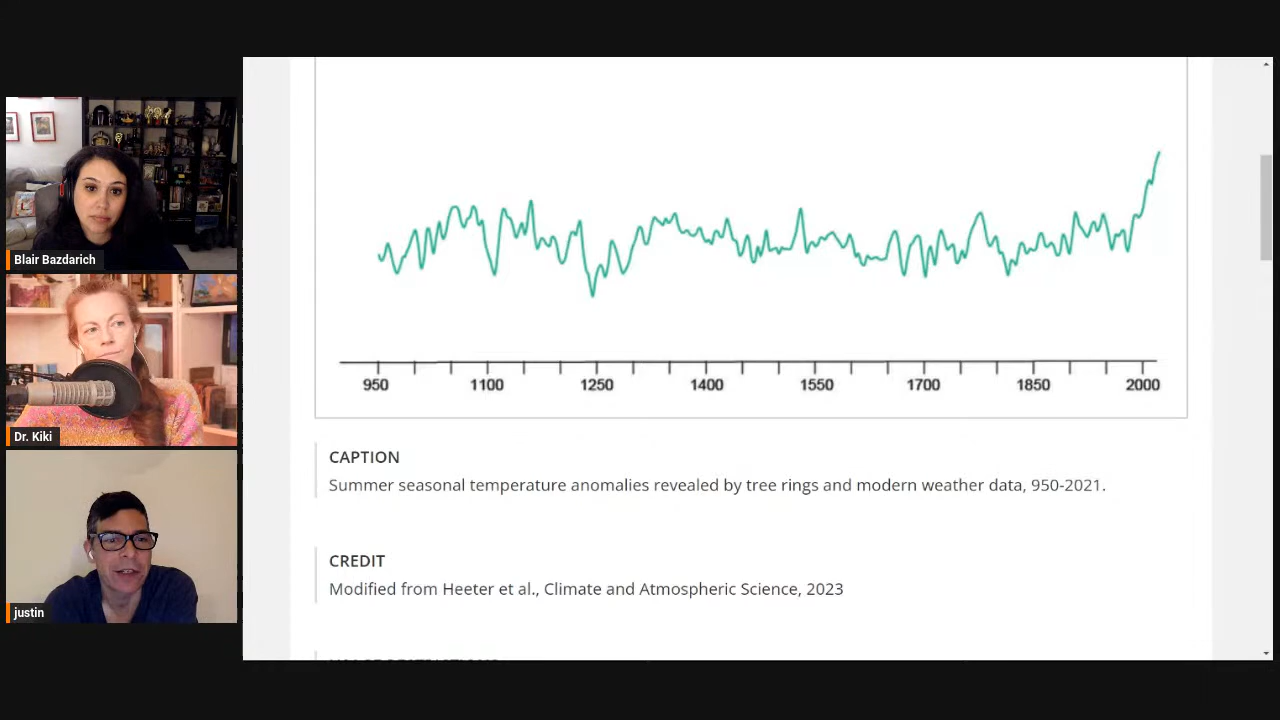 Blair Bazdarich
Dr. Kiki
justin
950 1100 1250 1400 1550 1700 1850 2000
CAPTION
Summer seasonal temperature anomalies revealed by tree rings and modern weather data, 950-2021.
CREDIT
Modified from Heeter et al., Climate and Atmospheric Science, 2023